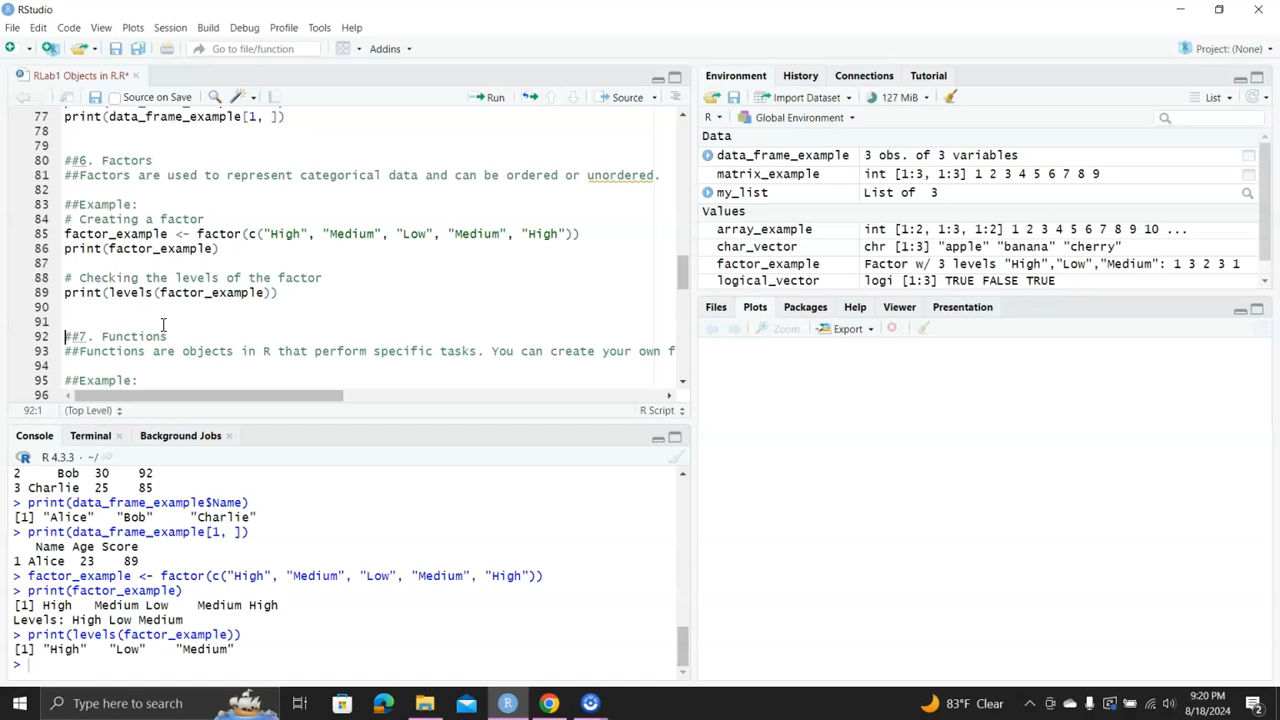 RStudio
File Edit Code View Plots Session Build Debug Profile Tools Help
Go to file/function Addins Project: (None)
RLab1 Objects in R.R*
Source on Save Run Source
77 print(data_frame_example[1, ])
78
79
80 ##6. Factors
81 ##Factors are used to represent categorical data and can be ordered or unordered.
82
83 ##Example:
84 # Creating a factor
85 factor_example <- factor(c("High", "Medium", "Low", "Medium", "High"))
86 print(factor_example)
87
88 # Checking the levels of the factor
89 print(levels(factor_example))
90
91
92 ##7. Functions
93 ##Functions are objects in R that perform specific tasks. You can create your own f
94
95 ##Example:
96
92:1 (Top Level) R Script
Console Terminal Background Jobs
R 4.3.3 · ~/
2 Bob 30 92
3 Charlie 25 85
> print(data_frame_example$Name)
[1] "Alice" "Bob" "Charlie"
> print(data_frame_example[1, ])
Name Age Score
1 Alice 23 89
> factor_example <- factor(c("High", "Medium", "Low", "Medium", "High"))
> print(factor_example)
[1] High Medium Low Medium High
Levels: High Low Medium
> print(levels(factor_example))
[1] "High" "Low" "Medium"
>
Environment History Connections Tutorial
Import Dataset 127 MiB List
R Global Environment
Data
data_frame_example 3 obs. of 3 variables
matrix_example int [1:3, 1:3] 1 2 3 4 5 6 7 8 9
my_list List of 3
Values
array_example int [1:2, 1:3, 1:2] 1 2 3 4 5 6 7 8 9 10 ...
char_vector chr [1:3] "apple" "banana" "cherry"
factor_example Factor w/ 3 levels "High","Low","Medium": 1 3 2 3 1
logical_vector logi [1:3] TRUE FALSE TRUE
Files Plots Packages Help Viewer Presentation
Zoom Export
Type here to search
83°F Clear
9:20 PM
8/18/2024
2